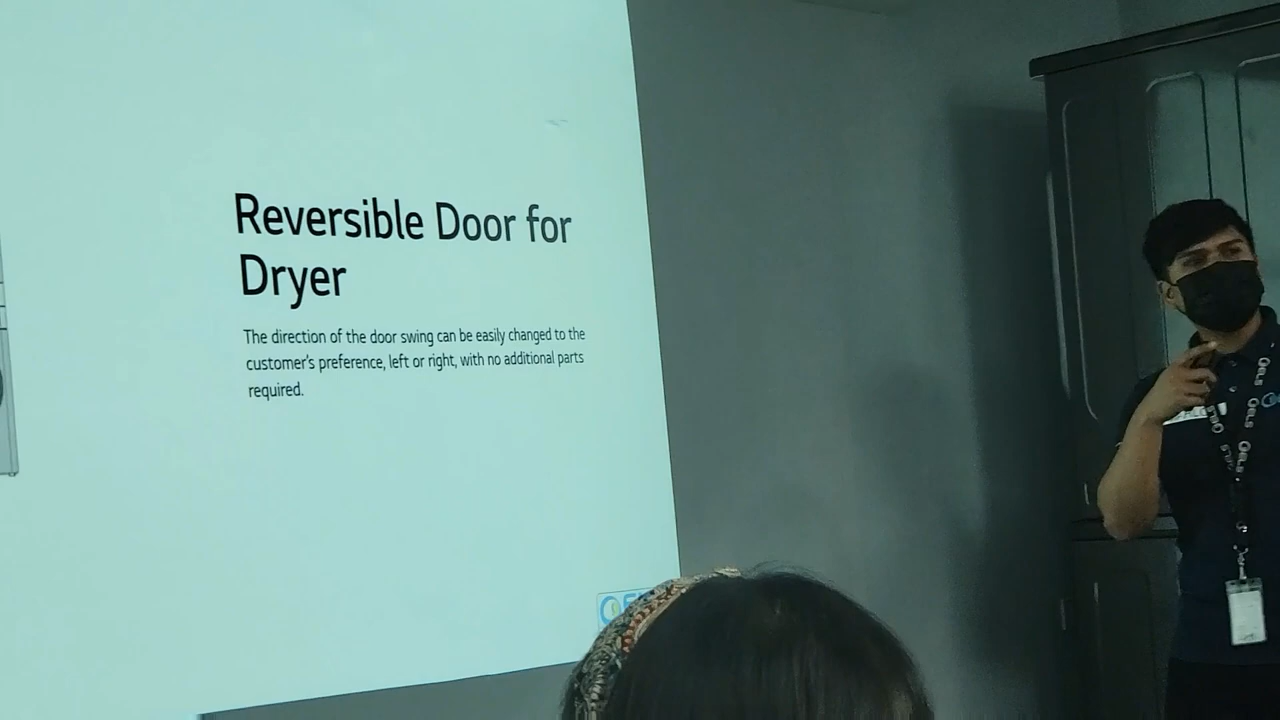 Reversible Door for
Dryer
The direction of the door swing can be easily changed to the
customer's preference, left or right, with no additional parts
required.